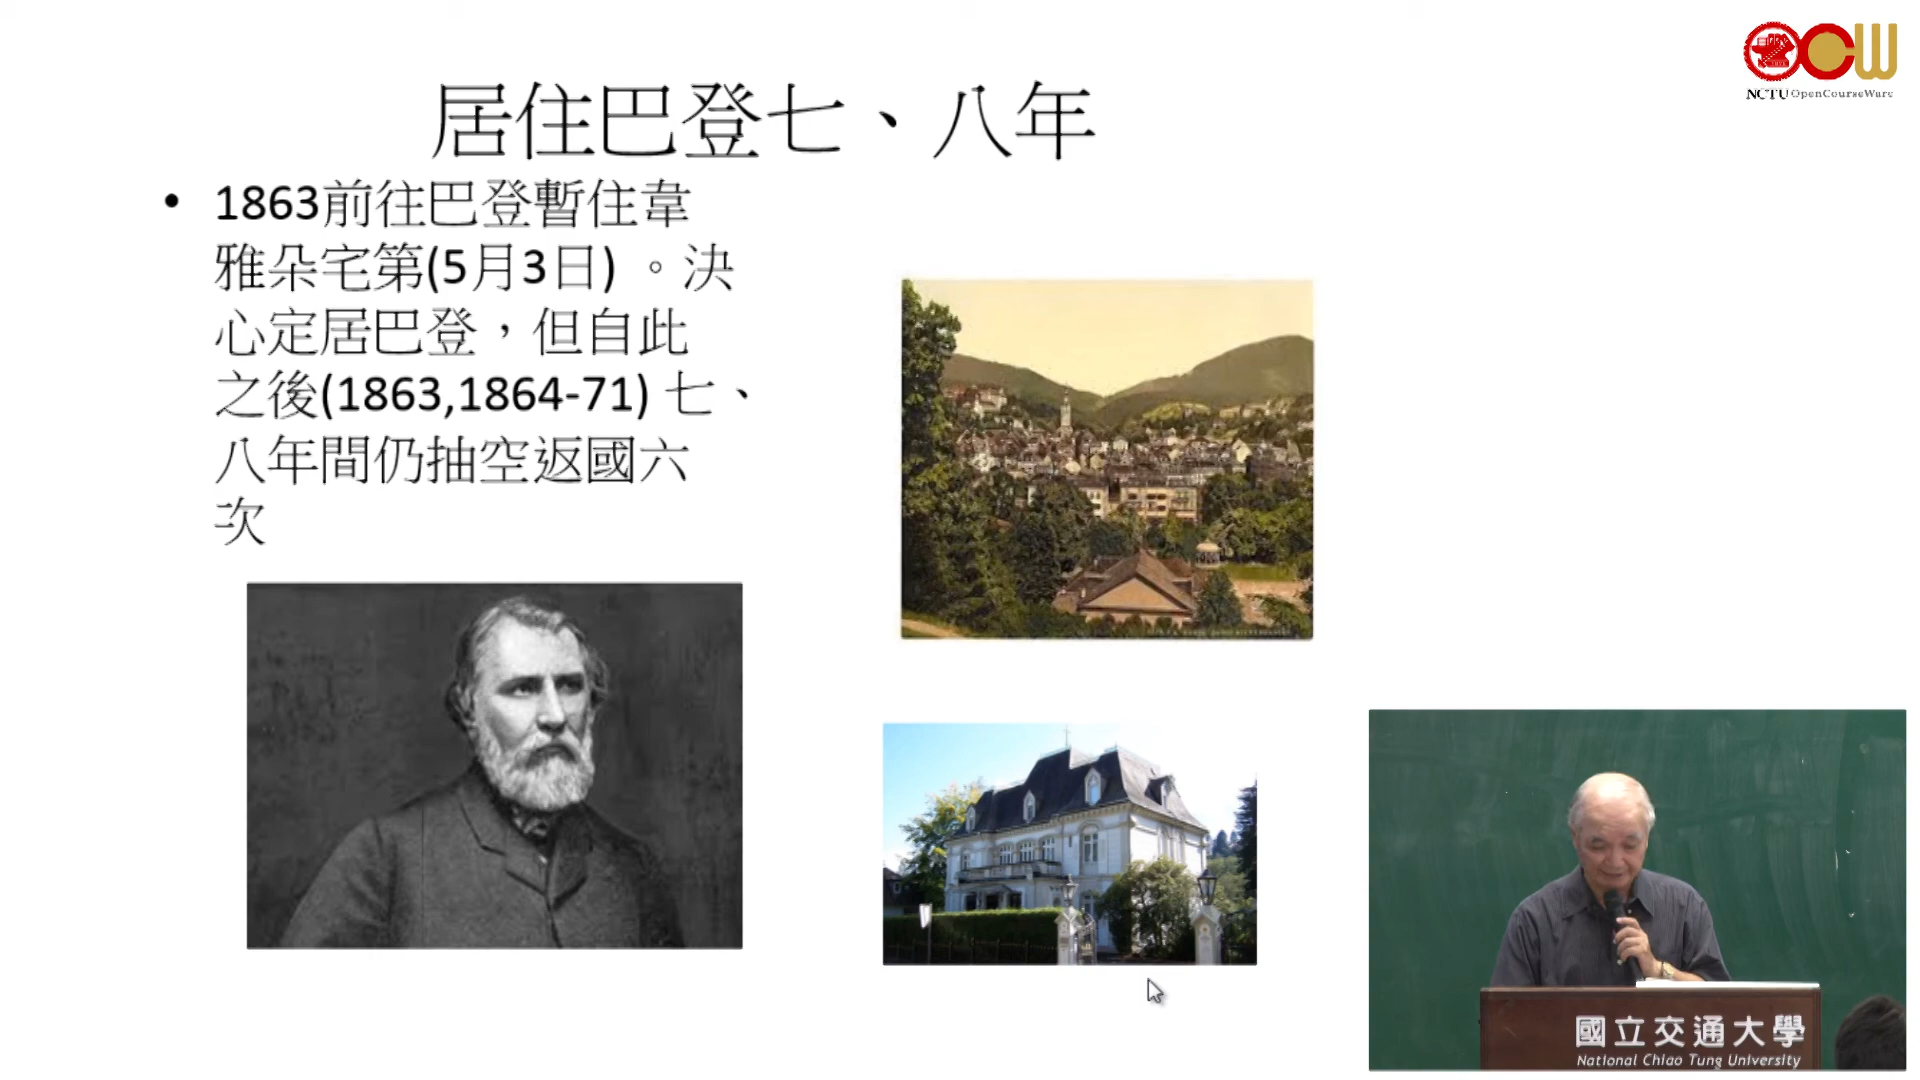 NCTU OpenCourseWare
居住巴登七、八年
• 1863前往巴登暫住韋
雅朵宅第(5月3日) 。決
心定居巴登，但自此
之後(1863,1864-71) 七、
八年間仍抽空返國六
次
國立交通大學
National Chiao Tung University